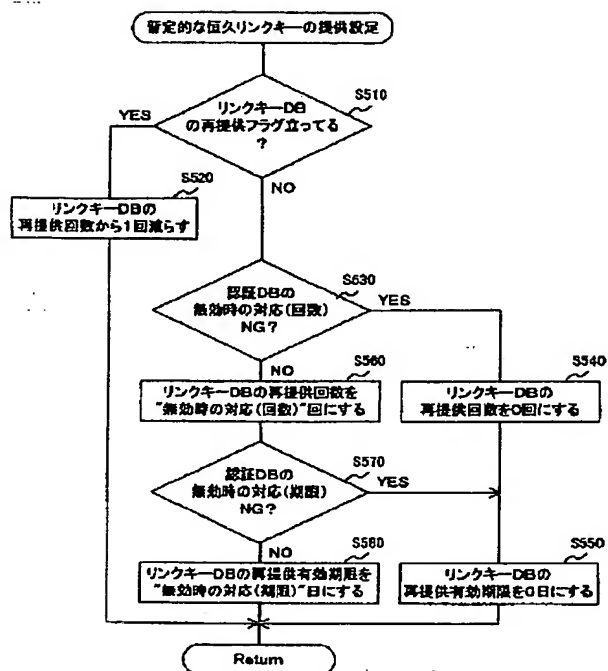 暫定的な恒久リンクキーの提供設定
S510
リンクキーDB
の再提供フラグ立ってる
?
YES
NO
S520
リンクキーDBの
再提供回数から1回減らす
S530
認証DBの
無効時の対応(回数)
NG?
YES
NO
S540
リンクキーDBの
再提供回数を0回にする
S560
リンクキーDBの再提供回数を
"無効時の対応(回数)"回にする
S570
認証DBの
無効時の対応(期限)
NG?
YES
NO
S580
リンクキーDBの再提供有効期限を
"無効時の対応(期限)"日にする
S550
リンクキーDBの
再提供有効期限を0日にする
Return